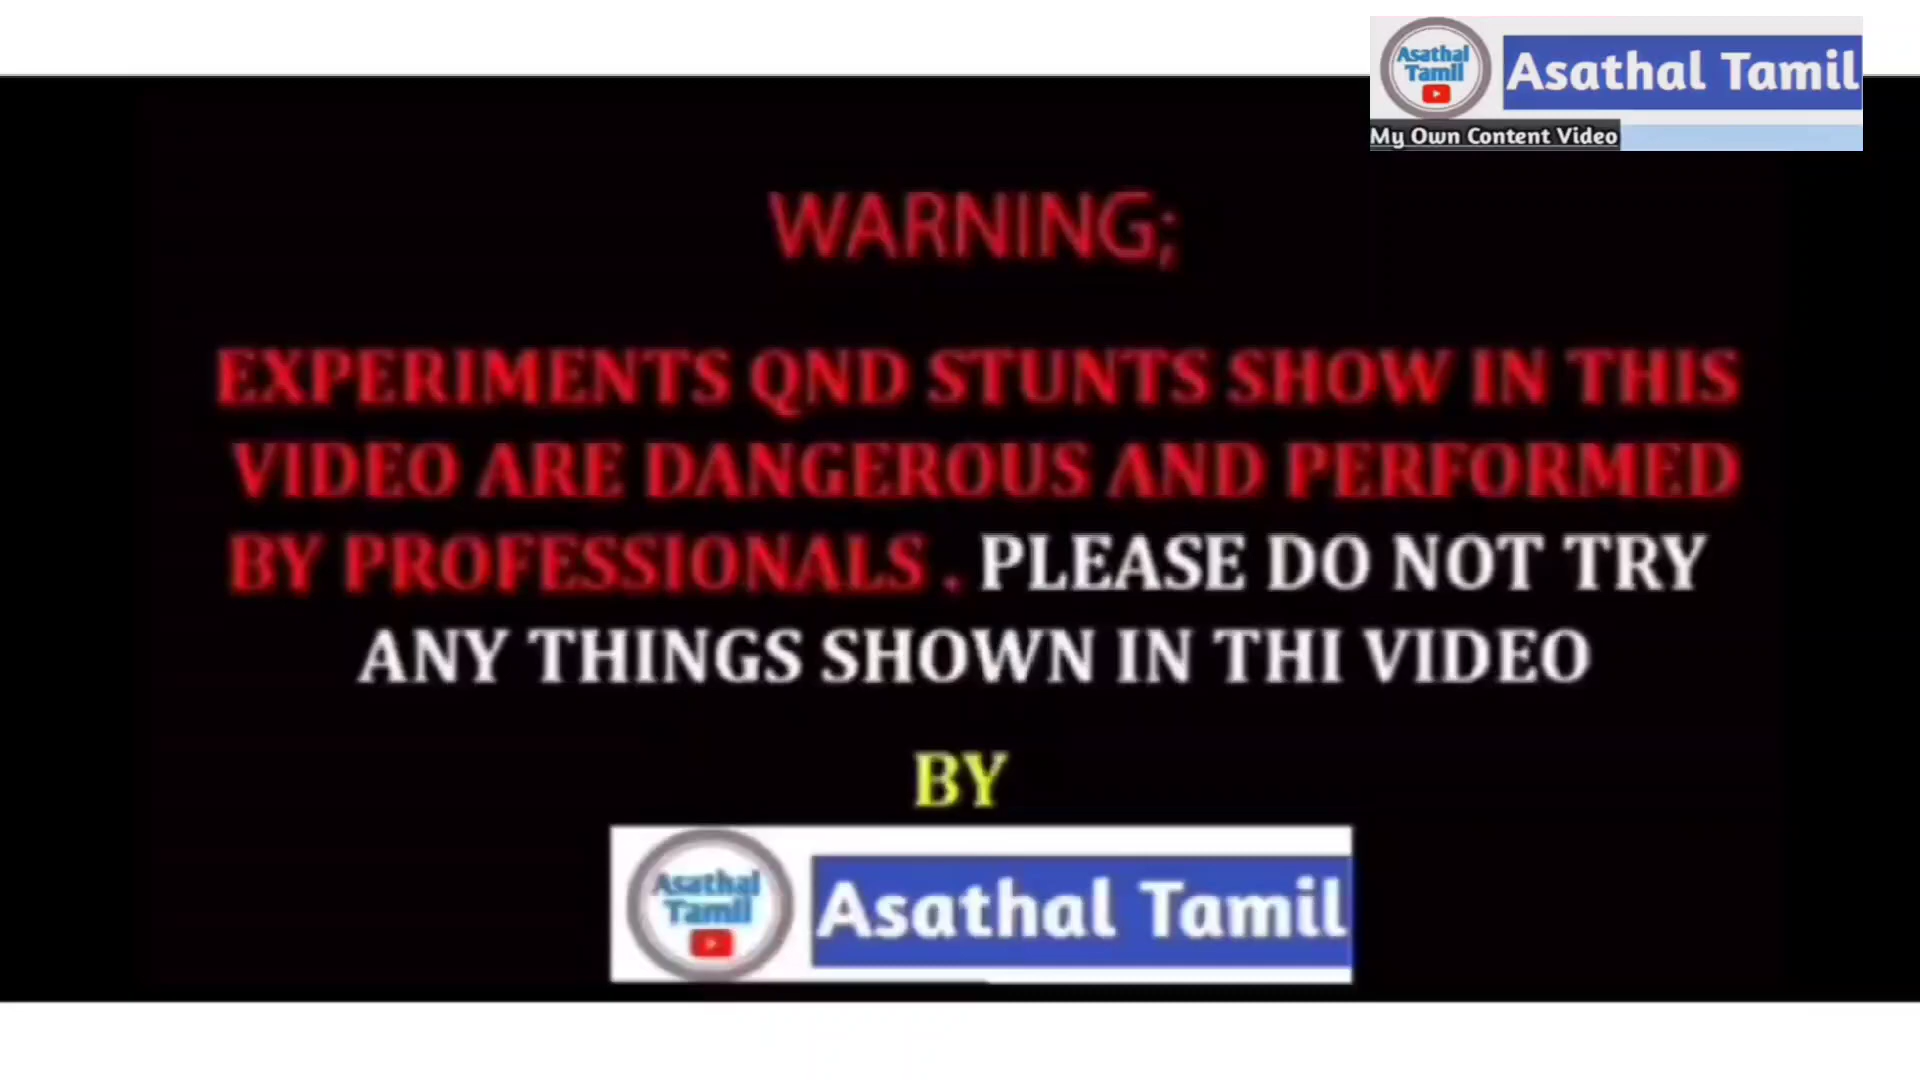 Asathal
Tamil
Asathal Tamil
My Own Content Video
WARNING;
EXPERIMENTS QND STUNTS SHOW IN THIS
VIDEO ARE DANGEROUS AND PERFORMED
BY PROFESSIONALS . PLEASE DO NOT TRY
ANY THINGS SHOWN IN THI VIDEO
BY
Asathal
Tamil
Asathal Tamil